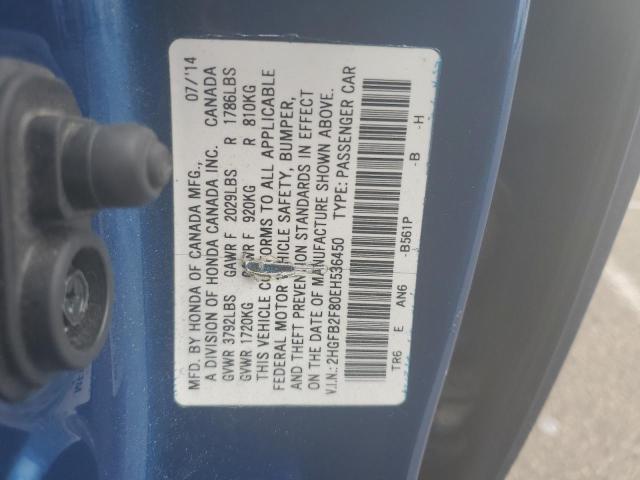 MFD. BY HONDA OF CANADA MFG., 07/'14
A DIVISION OF HONDA CANADA INC. CANADA
GVWR 3792LBS GAWR F 2029LBS R 1786LBS
GVWR 1720KG GAWR F 920KG R 810KG
THIS VEHICLE CONFORMS TO ALL APPLICABLE
FEDERAL MOTOR VEHICLE SAFETY, BUMPER,
AND THEFT PREVENTION STANDARDS IN EFFECT
ON THE DATE OF MANUFACTURE SHOWN ABOVE.
V.I.N.: 2HGFB2F80EH536450 TYPE: PASSENGER CAR
TR6 E AN6 -B561P -B -H